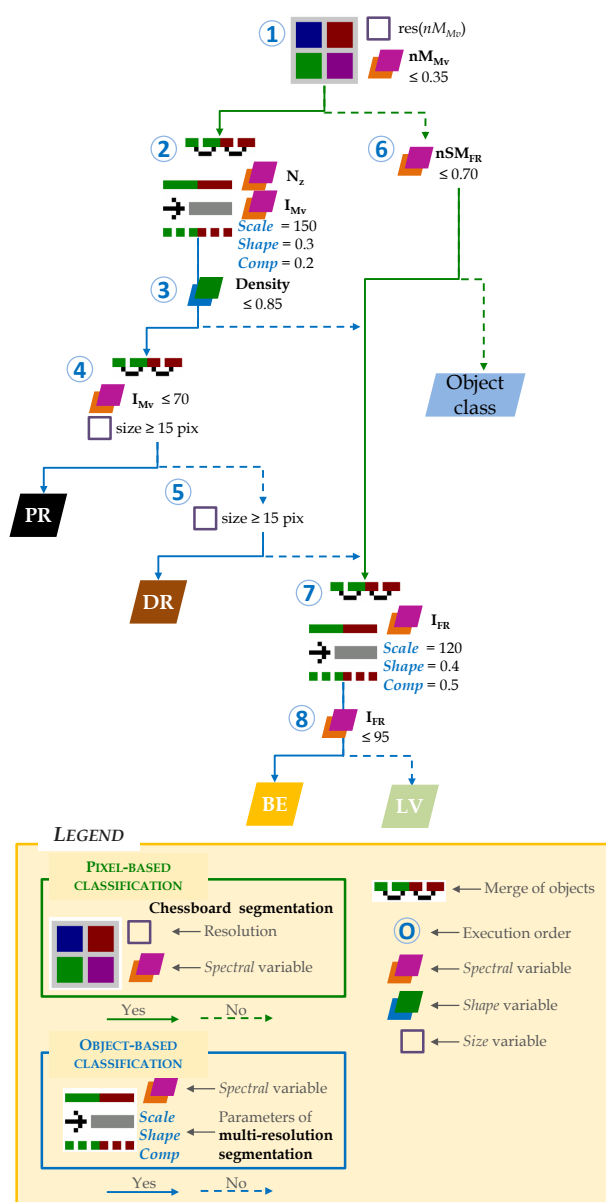 1
res(nM_Mv)
nM_Mv
≤ 0.35
2
N_z
I_Mv
Scale = 150
Shape = 0.3
Comp = 0.2
6
nSM_FR
≤ 0.70
3
Density
≤ 0.85
4
I_Mv ≤ 70
size ≥ 15 pix
Object
class
PR
5
size ≥ 15 pix
DR
7
I_FR
Scale = 120
Shape = 0.4
Comp = 0.5
8
I_FR
≤ 95
BE
LV
LEGEND
PIXEL-BASED
CLASSIFICATION
Chessboard segmentation
Resolution
Spectral variable
Yes
No
OBJECT-BASED
CLASSIFICATION
Spectral variable
Scale
Shape
Comp
Parameters of
multi-resolution
segmentation
Yes
No
Merge of objects
O
Execution order
Spectral variable
Shape variable
Size variable